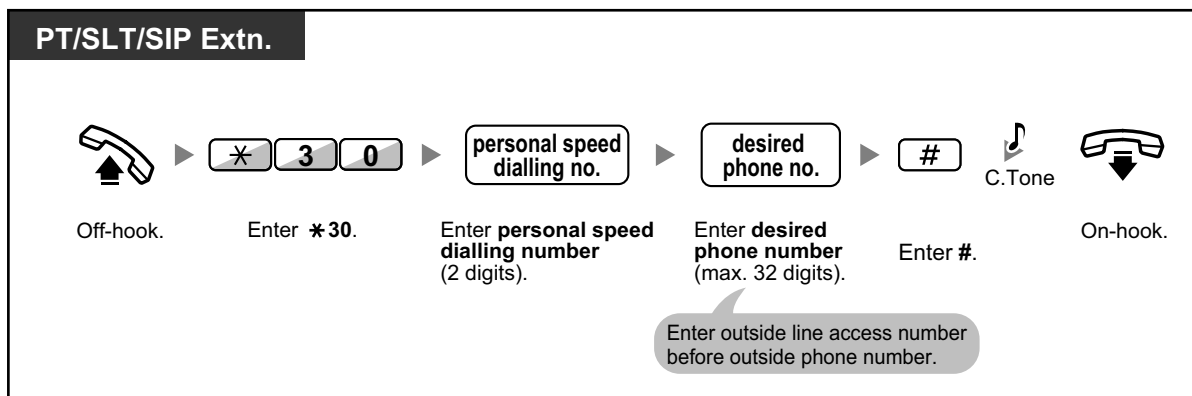 PT/SLT/SIP Extn.
✱ 3 0
personal speed
dialling no.
desired
phone no.
#
C.Tone
Off-hook.
Enter ✱30.
Enter personal speed
dialling number
(2 digits).
Enter desired
phone number
(max. 32 digits).
Enter #.
On-hook.
Enter outside line access number
before outside phone number.